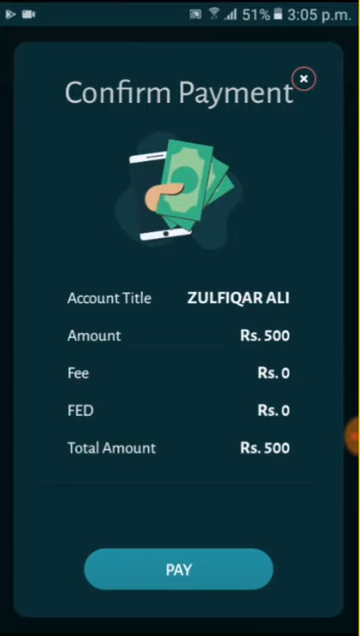 51% 3:05 p.m.
Confirm Payment
Account Title ZULFIQAR ALI
Amount Rs. 500
Fee Rs. 0
FED Rs. 0
Total Amount Rs. 500
PAY